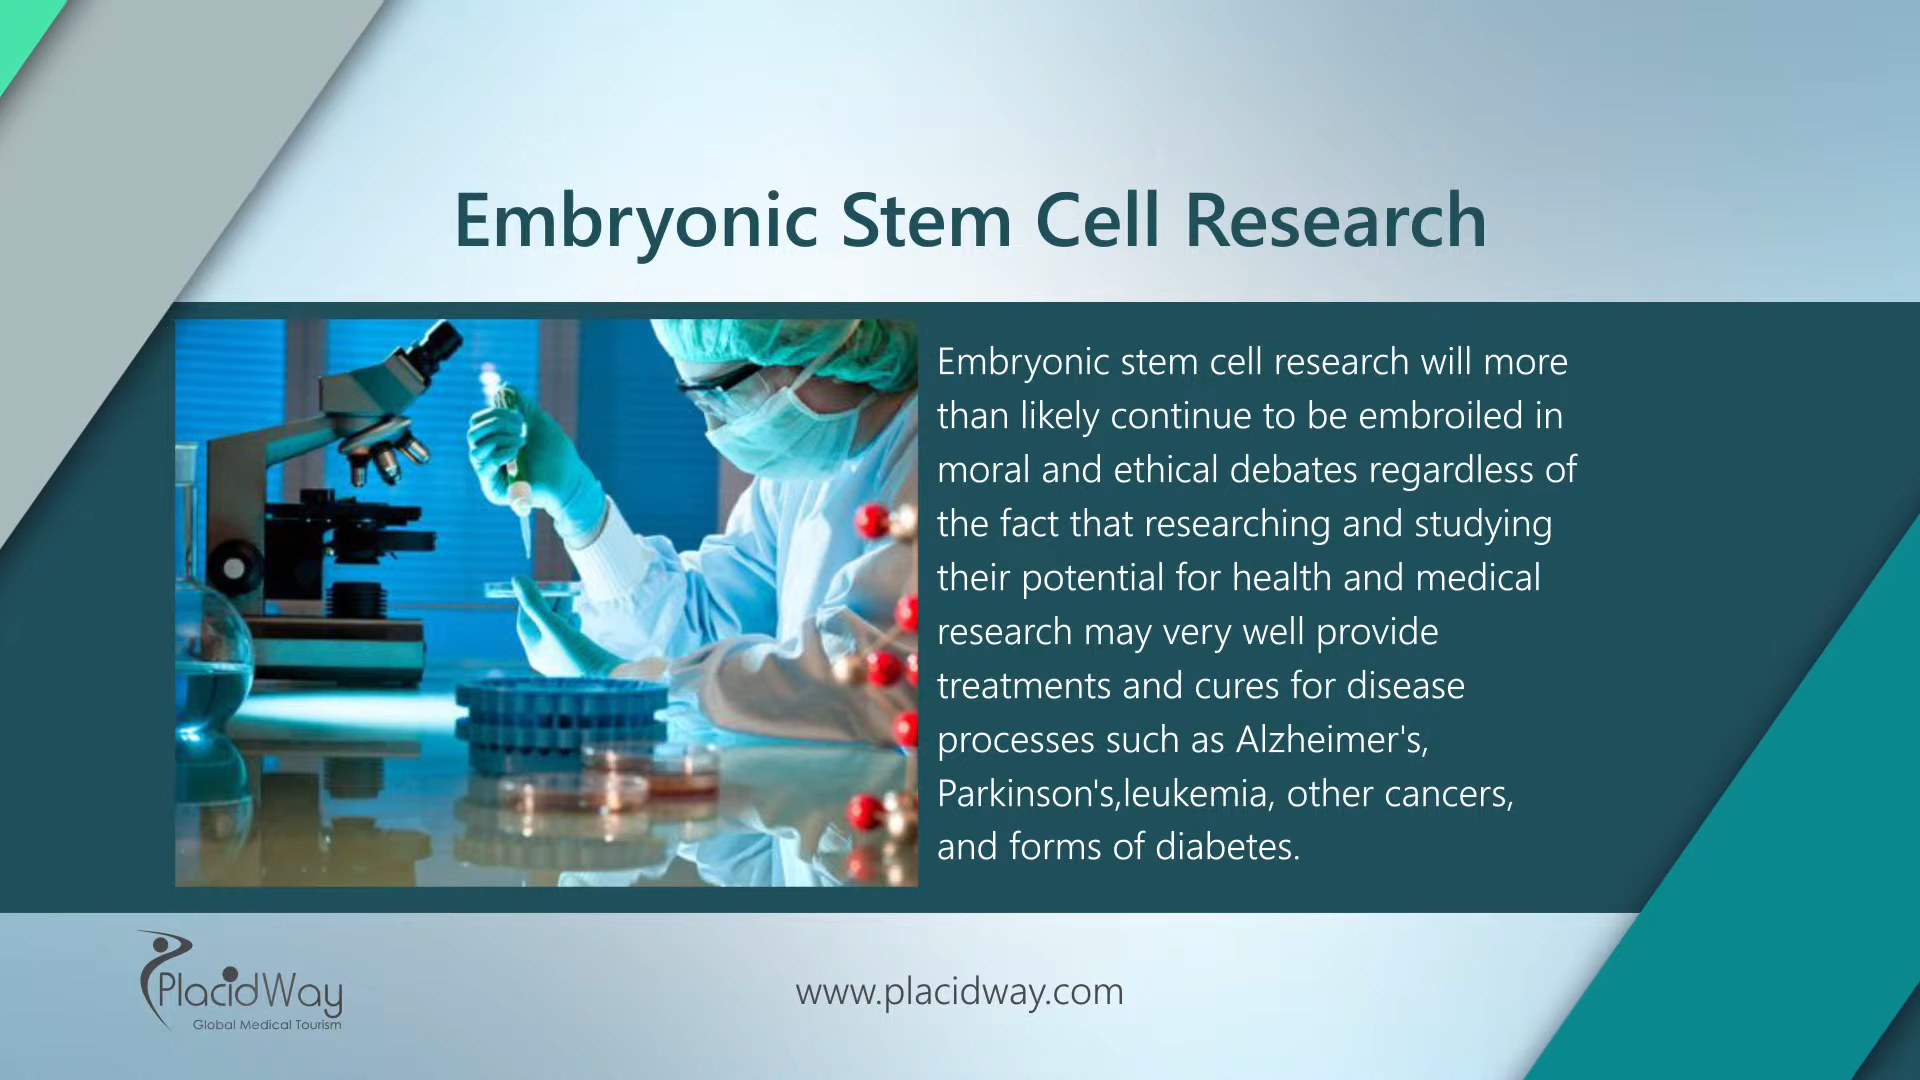 Embryonic Stem Cell Research
Embryonic stem cell research will more
than likely continue to be embroiled in
moral and ethical debates regardless of
the fact that researching and studying
their potential for health and medical
research may very well provide
treatments and cures for disease
processes such as Alzheimer's,
Parkinson's,leukemia, other cancers,
and forms of diabetes.
PlacidWay
Global Medical Tourism
www.placidway.com